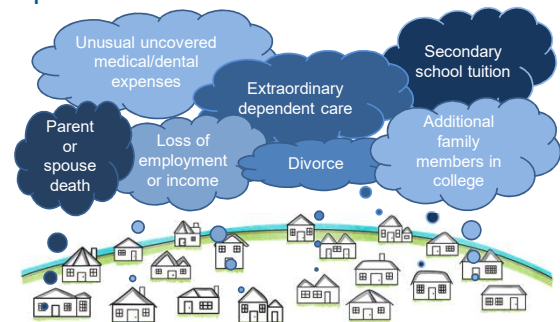 Unusual uncovered
medical/dental
expenses
Secondary
school tuition
Extraordinary
dependent care
Parent
or
spouse
death
Loss of
employment
or income
Divorce
Additional
family
members in
college